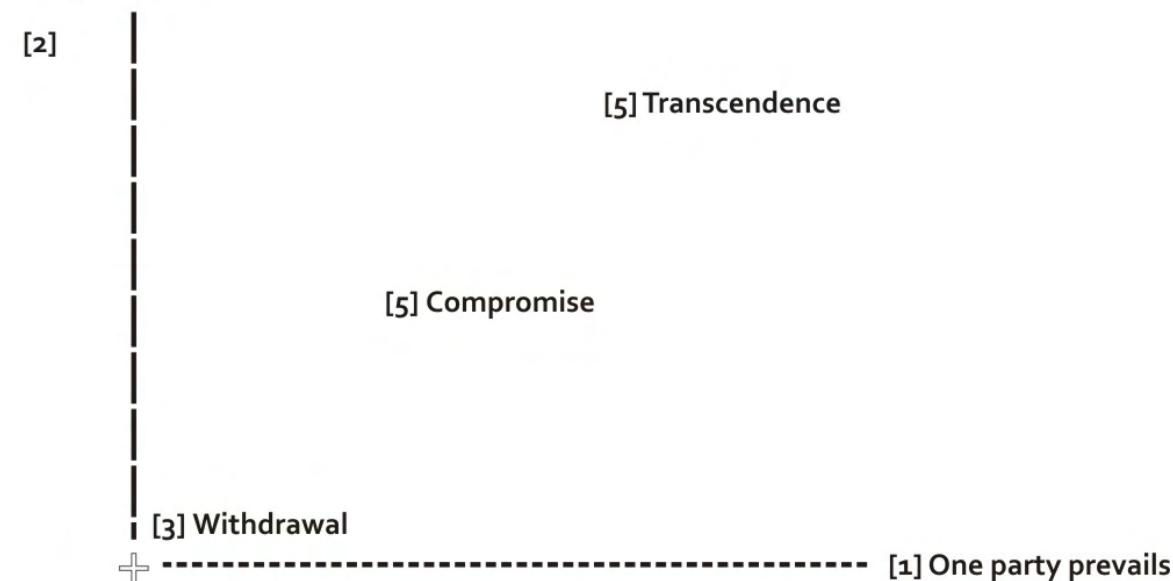 [2]
[5] Transcendence
[5] Compromise
[3] Withdrawal
[1] One party prevails